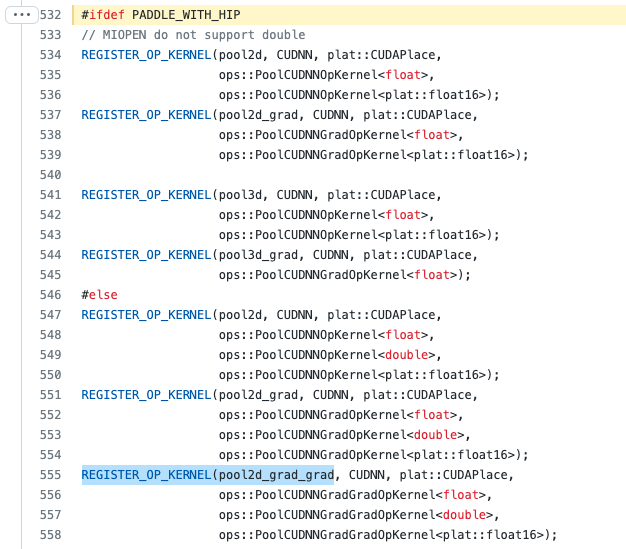 532 #ifdef PADDLE_WITH_HIP
533 // MIOPEN do not support double
534 REGISTER_OP_KERNEL(pool2d, CUDNN, plat::CUDAPlace,
535 ops::PoolCUDNNOpKernel<float>,
536 ops::PoolCUDNNOpKernel<plat::float16>);
537 REGISTER_OP_KERNEL(pool2d_grad, CUDNN, plat::CUDAPlace,
538 ops::PoolCUDNNGradOpKernel<float>,
539 ops::PoolCUDNNGradOpKernel<plat::float16>);
540
541 REGISTER_OP_KERNEL(pool3d, CUDNN, plat::CUDAPlace,
542 ops::PoolCUDNNOpKernel<float>,
543 ops::PoolCUDNNOpKernel<plat::float16>);
544 REGISTER_OP_KERNEL(pool3d_grad, CUDNN, plat::CUDAPlace,
545 ops::PoolCUDNNGradOpKernel<float>);
546 #else
547 REGISTER_OP_KERNEL(pool2d, CUDNN, plat::CUDAPlace,
548 ops::PoolCUDNNOpKernel<float>,
549 ops::PoolCUDNNOpKernel<double>,
550 ops::PoolCUDNNOpKernel<plat::float16>);
551 REGISTER_OP_KERNEL(pool2d_grad, CUDNN, plat::CUDAPlace,
552 ops::PoolCUDNNGradOpKernel<float>,
553 ops::PoolCUDNNGradOpKernel<double>,
554 ops::PoolCUDNNGradOpKernel<plat::float16>);
555 REGISTER_OP_KERNEL(pool2d_grad_grad, CUDNN, plat::CUDAPlace,
556 ops::PoolCUDNNGradGradOpKernel<float>,
557 ops::PoolCUDNNGradGradOpKernel<double>,
558 ops::PoolCUDNNGradGradOpKernel<plat::float16>);